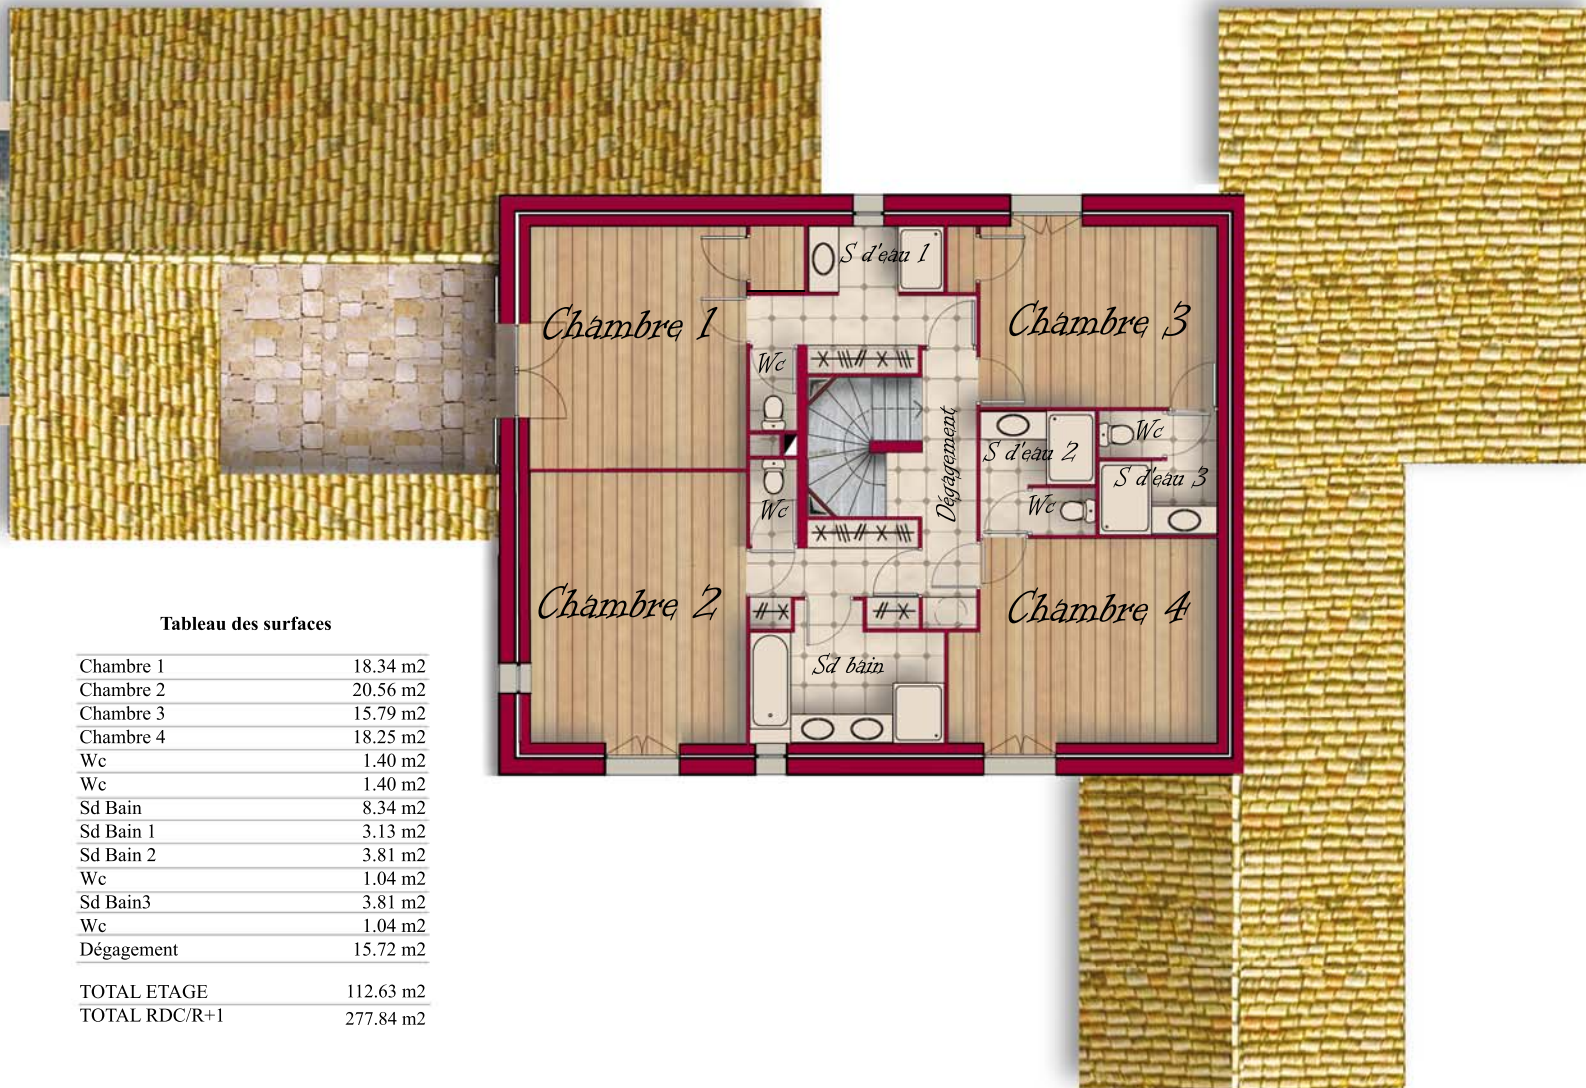 S d'eau 1
Chambre 1
Chambre 3
Wc
Dégagement
S d'eau 2
Wc
S d'eau 3
Wc
Wc
Chambre 2
Chambre 4
Sd bain
Tableau des surfaces
Chambre 1 18.34 m2
Chambre 2 20.56 m2
Chambre 3 15.79 m2
Chambre 4 18.25 m2
Wc 1.40 m2
Wc 1.40 m2
Sd Bain 8.34 m2
Sd Bain 1 3.13 m2
Sd Bain 2 3.81 m2
Wc 1.04 m2
Sd Bain3 3.81 m2
Wc 1.04 m2
Dégagement 15.72 m2
TOTAL ETAGE 112.63 m2
TOTAL RDC/R+1 277.84 m2